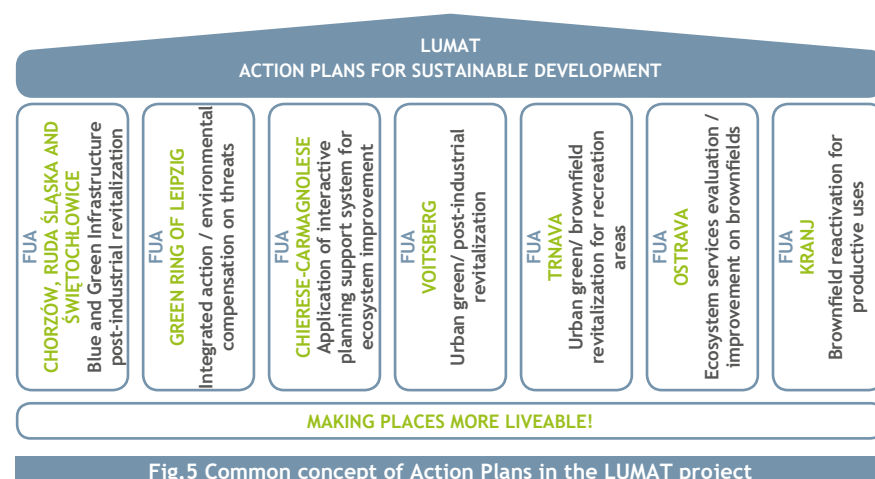 LUMAT
ACTION PLANS FOR SUSTAINABLE DEVELOPMENT
FUA
CHORZÓW, RUDA ŚLĄSKA AND
ŚWIĘTOCHŁOWICE
Blue and Green Infrastructure
post-industrial revitalization
FUA
GREEN RING OF LEIPZIG
Integrated action / environmental
compensation on threats
FUA
CHIERESE-CARMAGNOLESE
Application of interactive
planning support system for
ecosystem improvement
FUA
VOITSBERG
Urban green/ post-industrial
revitalization
FUA
TRNAVA
Urban green/ brownfield
revitalization for recreation
areas
FUA
OSTRAVA
Ecosystem services evaluation /
improvement on brownfields
FUA
KRANJ
Brownfield reactivation for
productive uses
MAKING PLACES MORE LIVEABLE!
Fig.5 Common concept of Action Plans in the LUMAT project